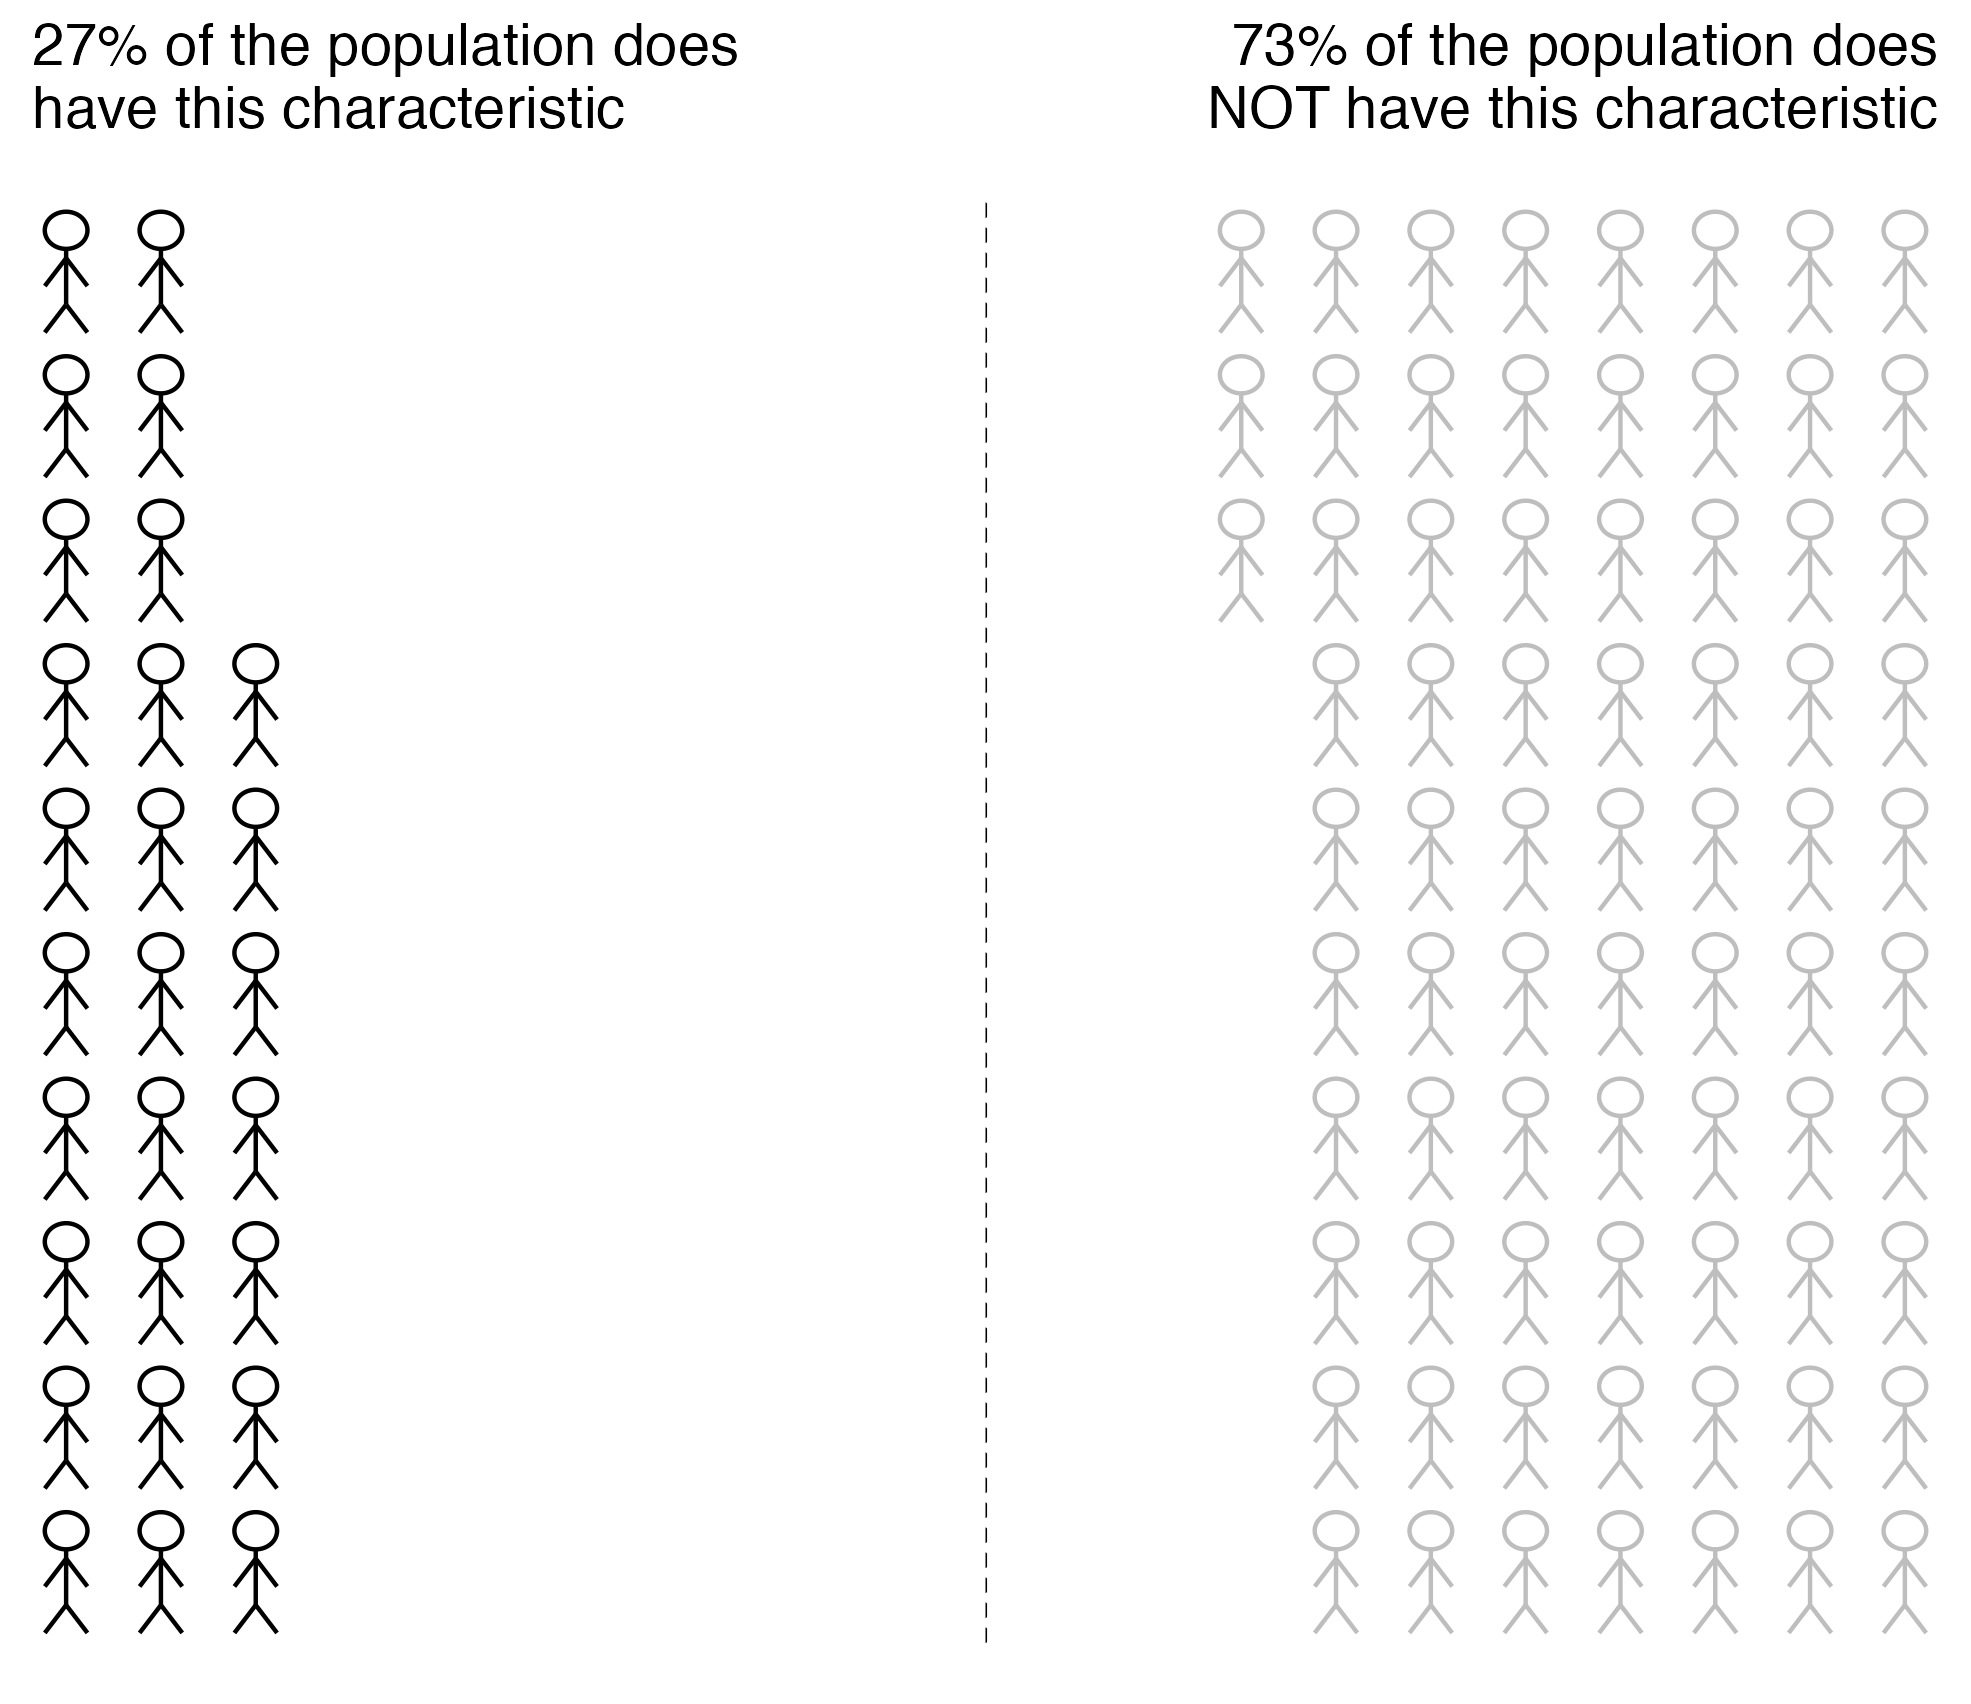 27% of the population does
have this characteristic
73% of the population does
NOT have this characteristic